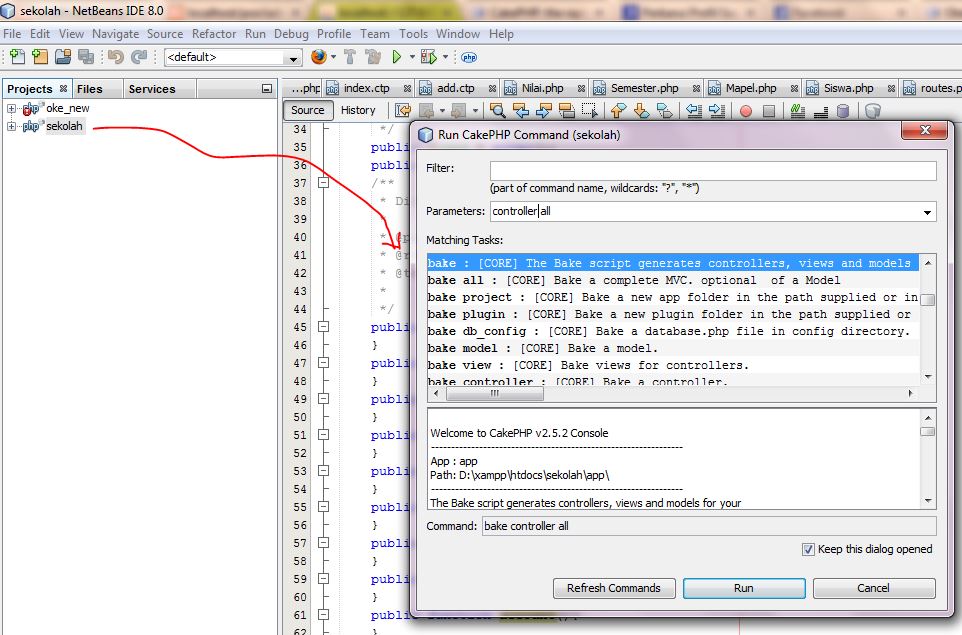 sekolah - NetBeans IDE 8.0
File Edit View Navigate Source Refactor Run Debug Profile Team Tools Window Help
<default>
php
Projects Files Services
oke_new
sekolah
...php index.ctp add.ctp Nilai.php Semester.php Mapel.php Siswa.php routes.p
Source History
34 */
35 public
36 public
37 /**
38 * Di
39 *
40 * @p
41 * @r
42 * @t
43 *
44 */
45 publi
46 }
47 publi
48 }
49 publi
50 }
51 publi
52 }
53 publi
54 }
55 publi
56 }
57 publi
58 }
59 publi
60 }
61 public function
62 }
Run CakePHP Command (sekolah)
Filter:
(part of command name, wildcards: "?", "*")
Parameters: controller all
Matching Tasks:
bake : [CORE] The Bake script generates controllers, views and models
bake all : [CORE] Bake a complete MVC. optional of a Model
bake project : [CORE] Bake a new app folder in the path supplied or in
bake plugin : [CORE] Bake a new plugin folder in the path supplied or
bake db_config : [CORE] Bake a database.php file in config directory.
bake model : [CORE] Bake a model.
bake view : [CORE] Bake views for controllers.
bake controller : [CORE] Bake a controller.
Welcome to CakePHP v2.5.2 Console
---------------------------------------------------------------
App : app
Path: D:\xampp\htdocs\sekolah\app\
---------------------------------------------------------------
The Bake script generates controllers, views and models for your
Command: bake controller all
Keep this dialog opened
Refresh Commands Run Cancel